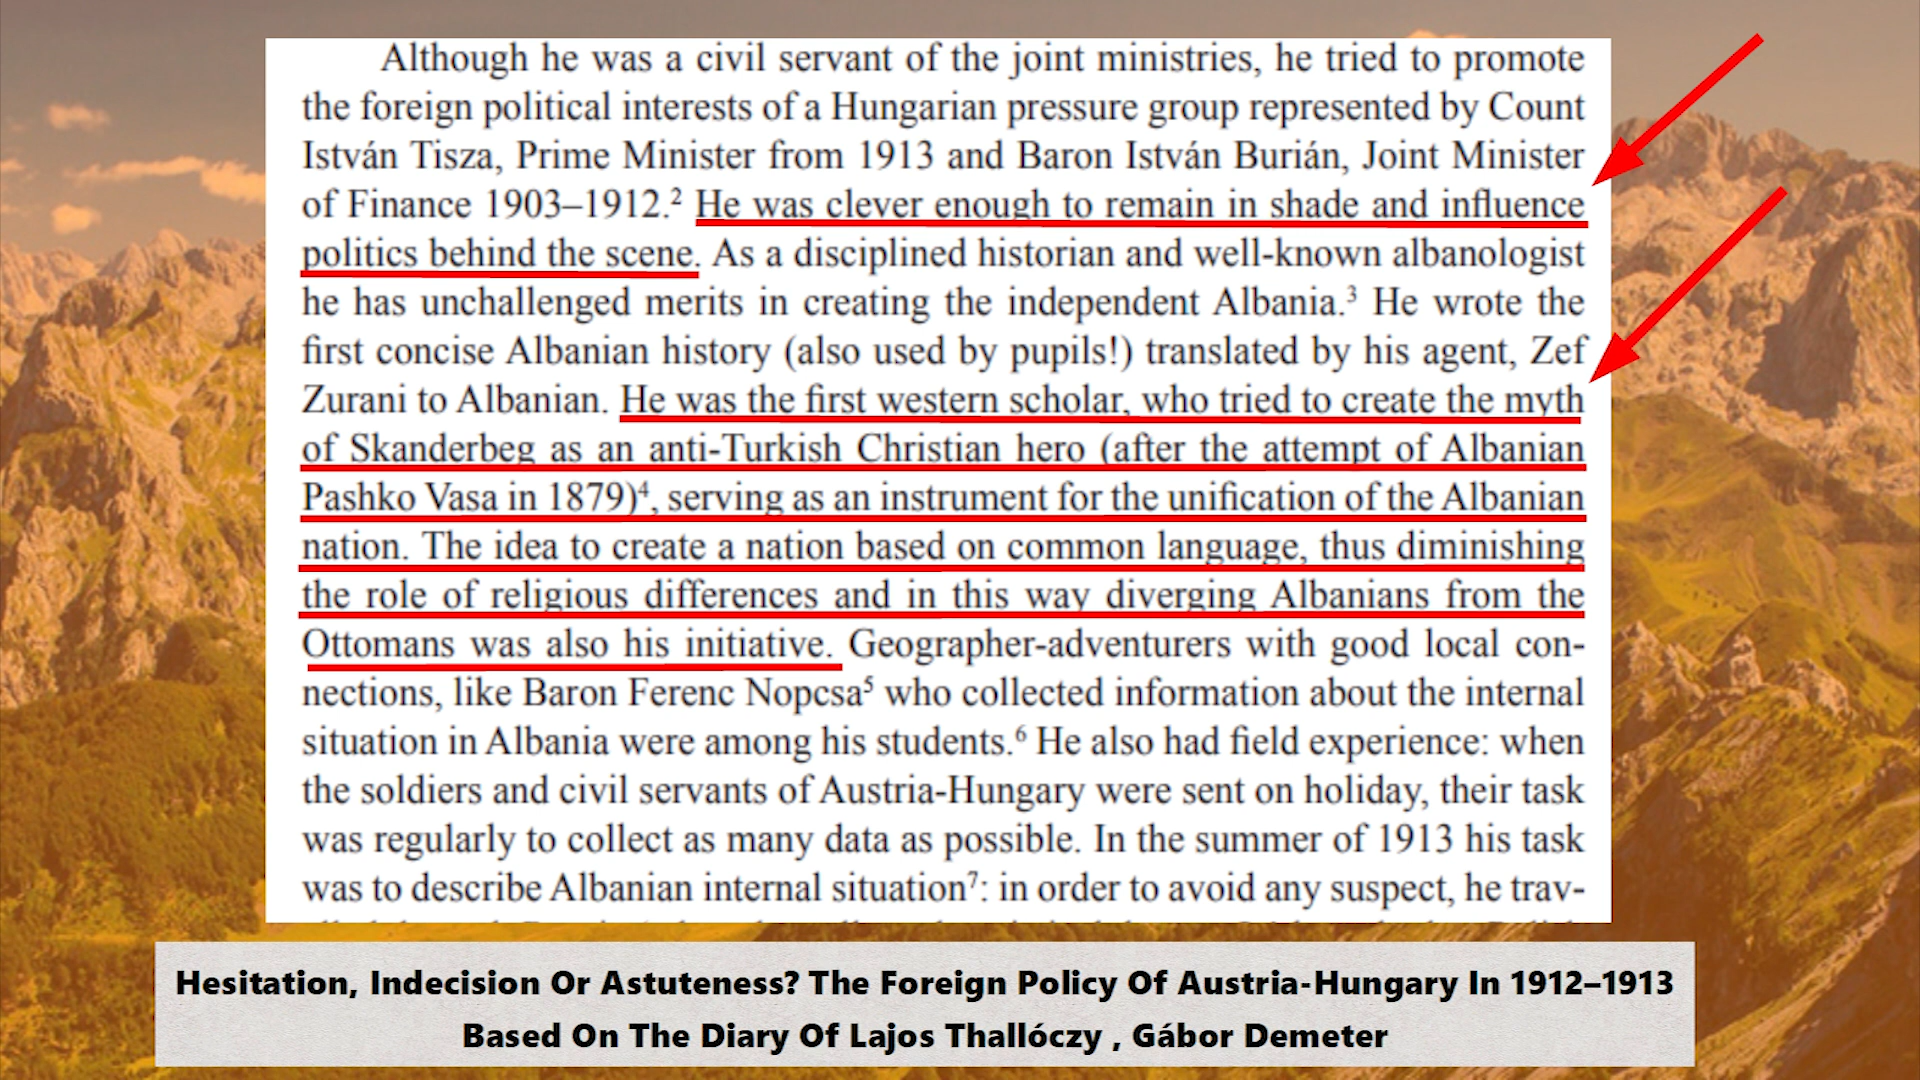 Although he was a civil servant of the joint ministries, he tried to promote
the foreign political interests of a Hungarian pressure group represented by Count
István Tisza, Prime Minister from 1913 and Baron István Burián, Joint Minister
of Finance 1903–1912.² He was clever enough to remain in shade and influence
politics behind the scene. As a disciplined historian and well-known albanologist
he has unchallenged merits in creating the independent Albania.³ He wrote the
first concise Albanian history (also used by pupils!) translated by his agent, Zef
Zurani to Albanian. He was the first western scholar, who tried to create the myth
of Skanderbeg as an anti-Turkish Christian hero (after the attempt of Albanian
Pashko Vasa in 1879)⁴, serving as an instrument for the unification of the Albanian
nation. The idea to create a nation based on common language, thus diminishing
the role of religious differences and in this way diverging Albanians from the
Ottomans was also his initiative. Geographer-adventurers with good local con-
nections, like Baron Ferenc Nopcsa⁵ who collected information about the internal
situation in Albania were among his students.⁶ He also had field experience: when
the soldiers and civil servants of Austria-Hungary were sent on holiday, their task
was regularly to collect as many data as possible. In the summer of 1913 his task
was to describe Albanian internal situation⁷: in order to avoid any suspect, he trav-
Hesitation, Indecision Or Astuteness? The Foreign Policy Of Austria-Hungary In 1912–1913
Based On The Diary Of Lajos Thallóczy , Gábor Demeter